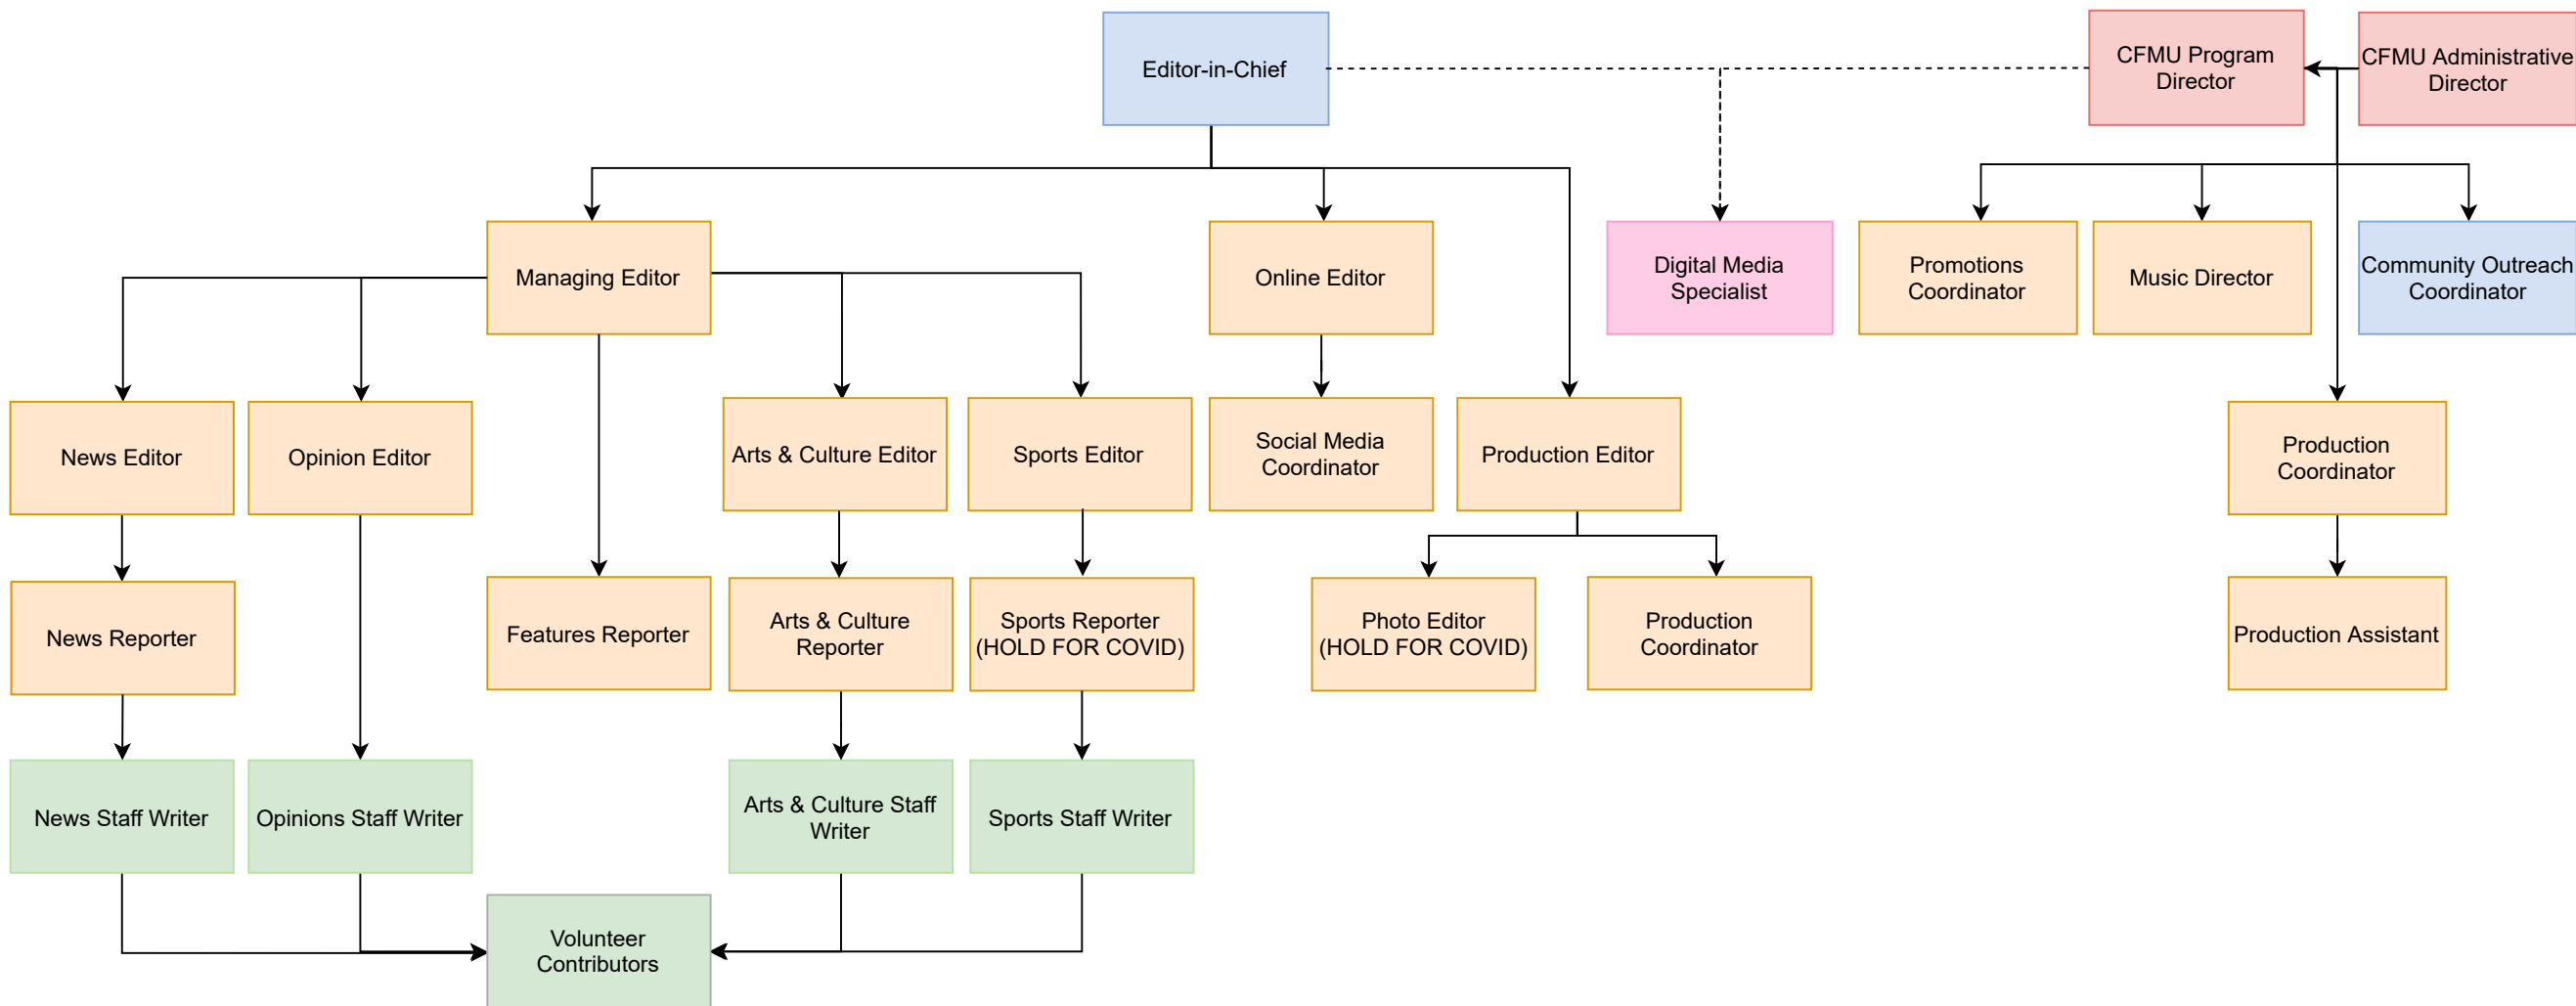 Editor-in-Chief
CFMU Program
Director
CFMU Administrative
Director
Managing Editor
Online Editor
Digital Media
Specialist
Promotions
Coordinator
Music Director
Community Outreach
Coordinator
News Editor
Opinion Editor
Arts & Culture Editor
Sports Editor
Social Media
Coordinator
Production Editor
Production
Coordinator
News Reporter
Features Reporter
Arts & Culture
Reporter
Sports Reporter
(HOLD FOR COVID)
Photo Editor
(HOLD FOR COVID)
Production
Coordinator
Production Assistant
News Staff Writer
Opinions Staff Writer
Arts & Culture Staff
Writer
Sports Staff Writer
Volunteer
Contributors